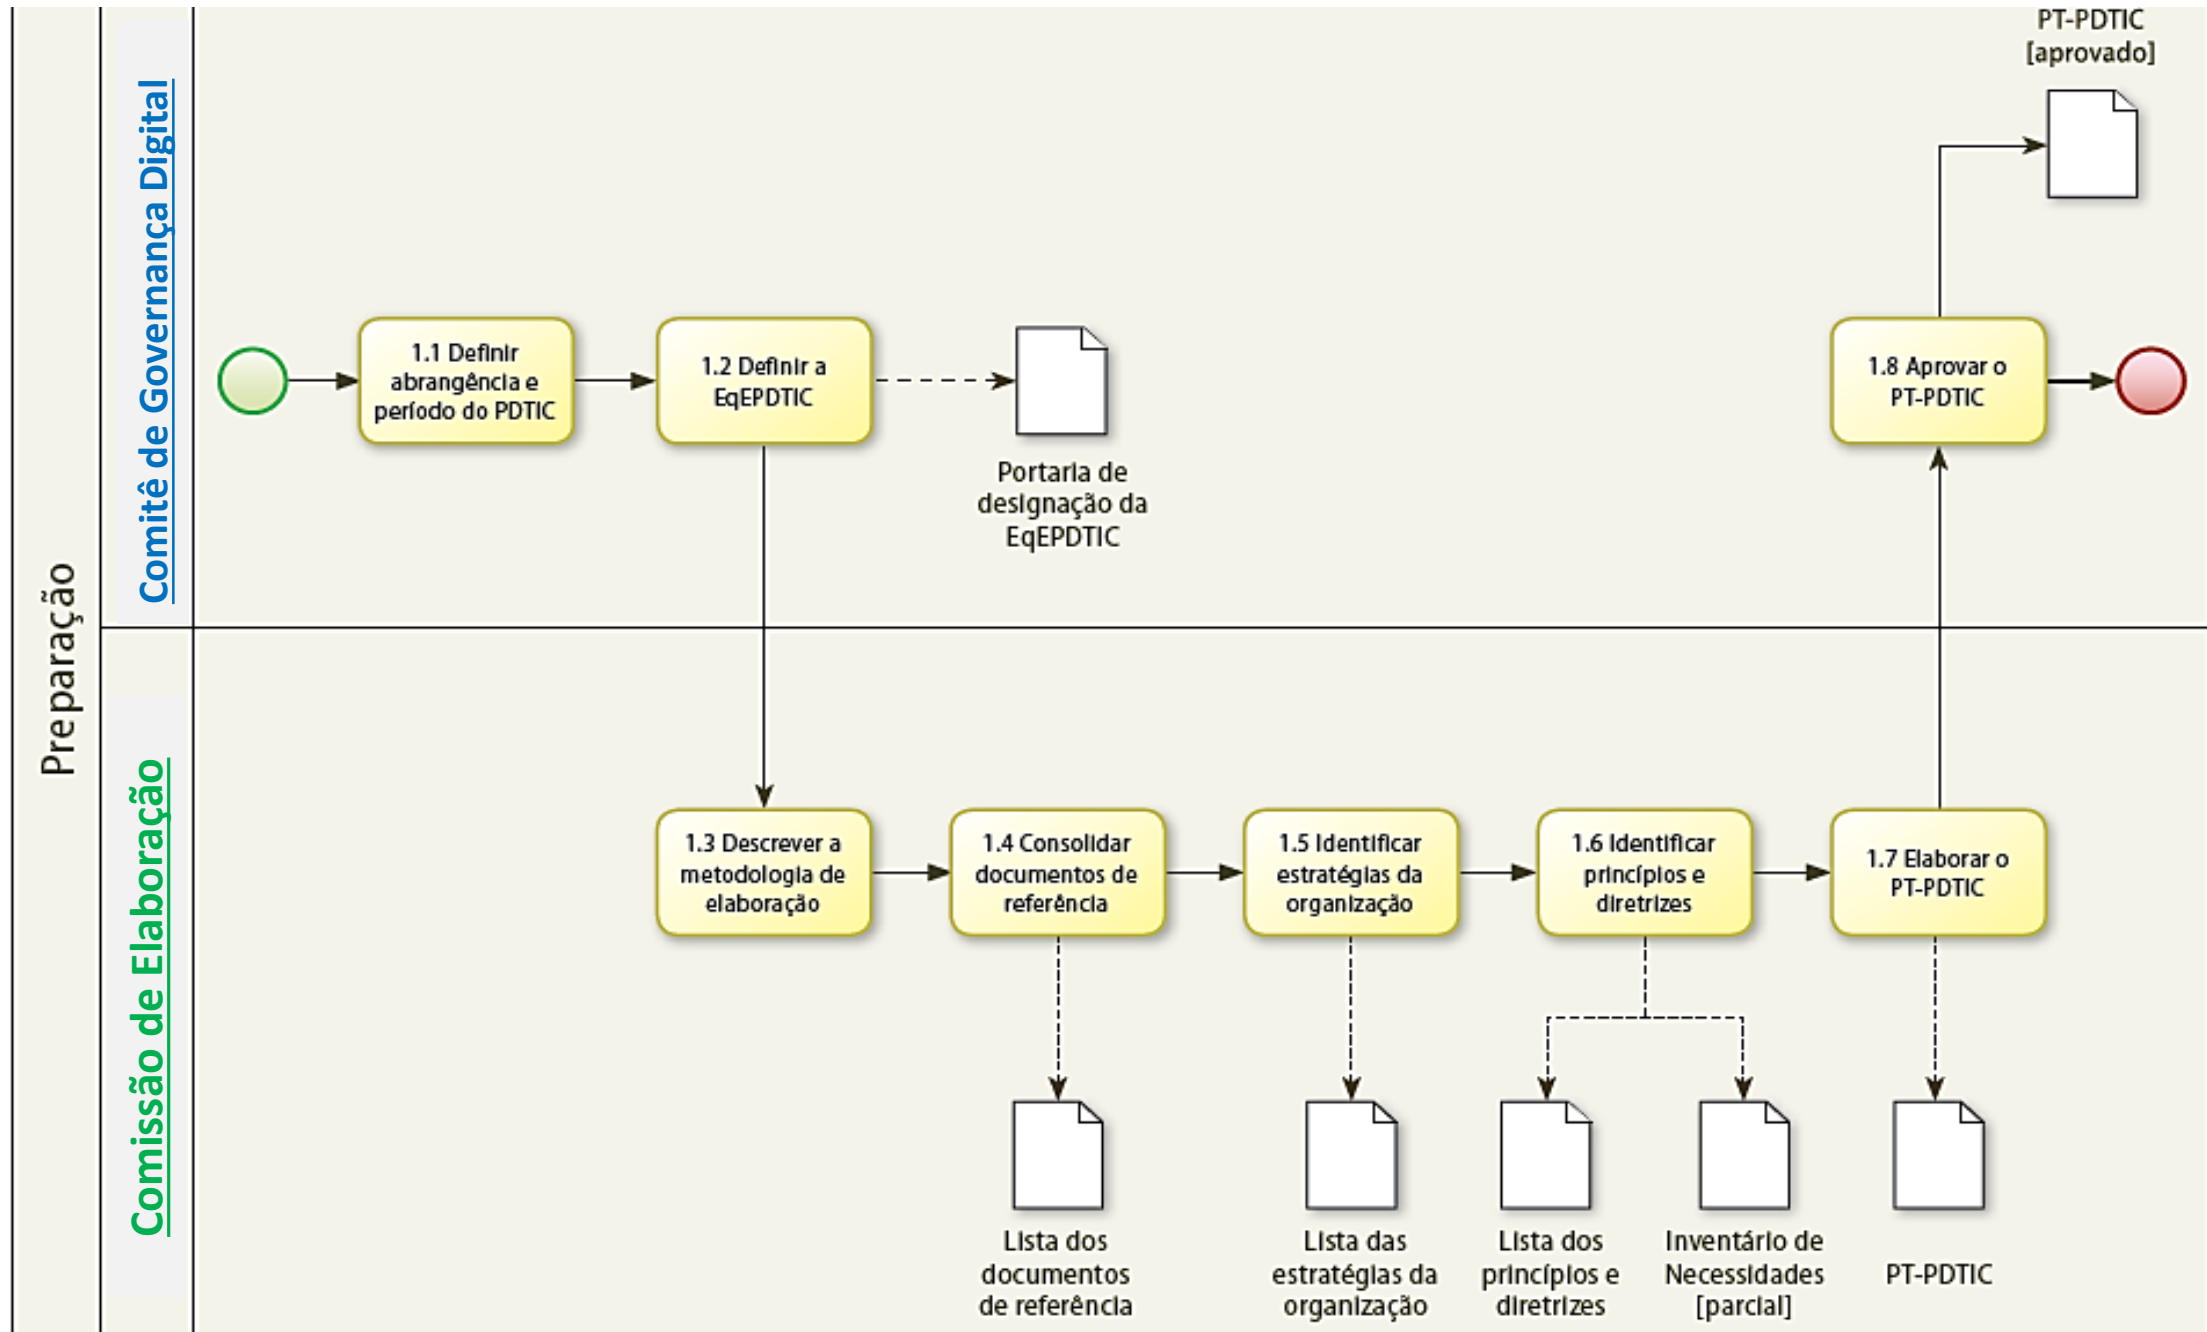 Preparação
Comitê de Governança Digital
PT-PDTIC
[aprovado]
1.1 Definir
abrangência e
período do PDTIC
1.2 Definir a
EqEPDTIC
Portaria de
designação da
EqEPDTIC
1.8 Aprovar o
PT-PDTIC
Comissão de Elaboração
1.3 Descrever a
metodologia de
elaboração
1.4 Consolidar
documentos de
referência
1.5 Identificar
estratégias da
organização
1.6 Identificar
princípios e
diretrizes
1.7 Elaborar o
PT-PDTIC
Lista dos
documentos
de referência
Lista das
estratégias da
organização
Lista dos
princípios e
diretrizes
Inventário de
Necessidades
[parcial]
PT-PDTIC